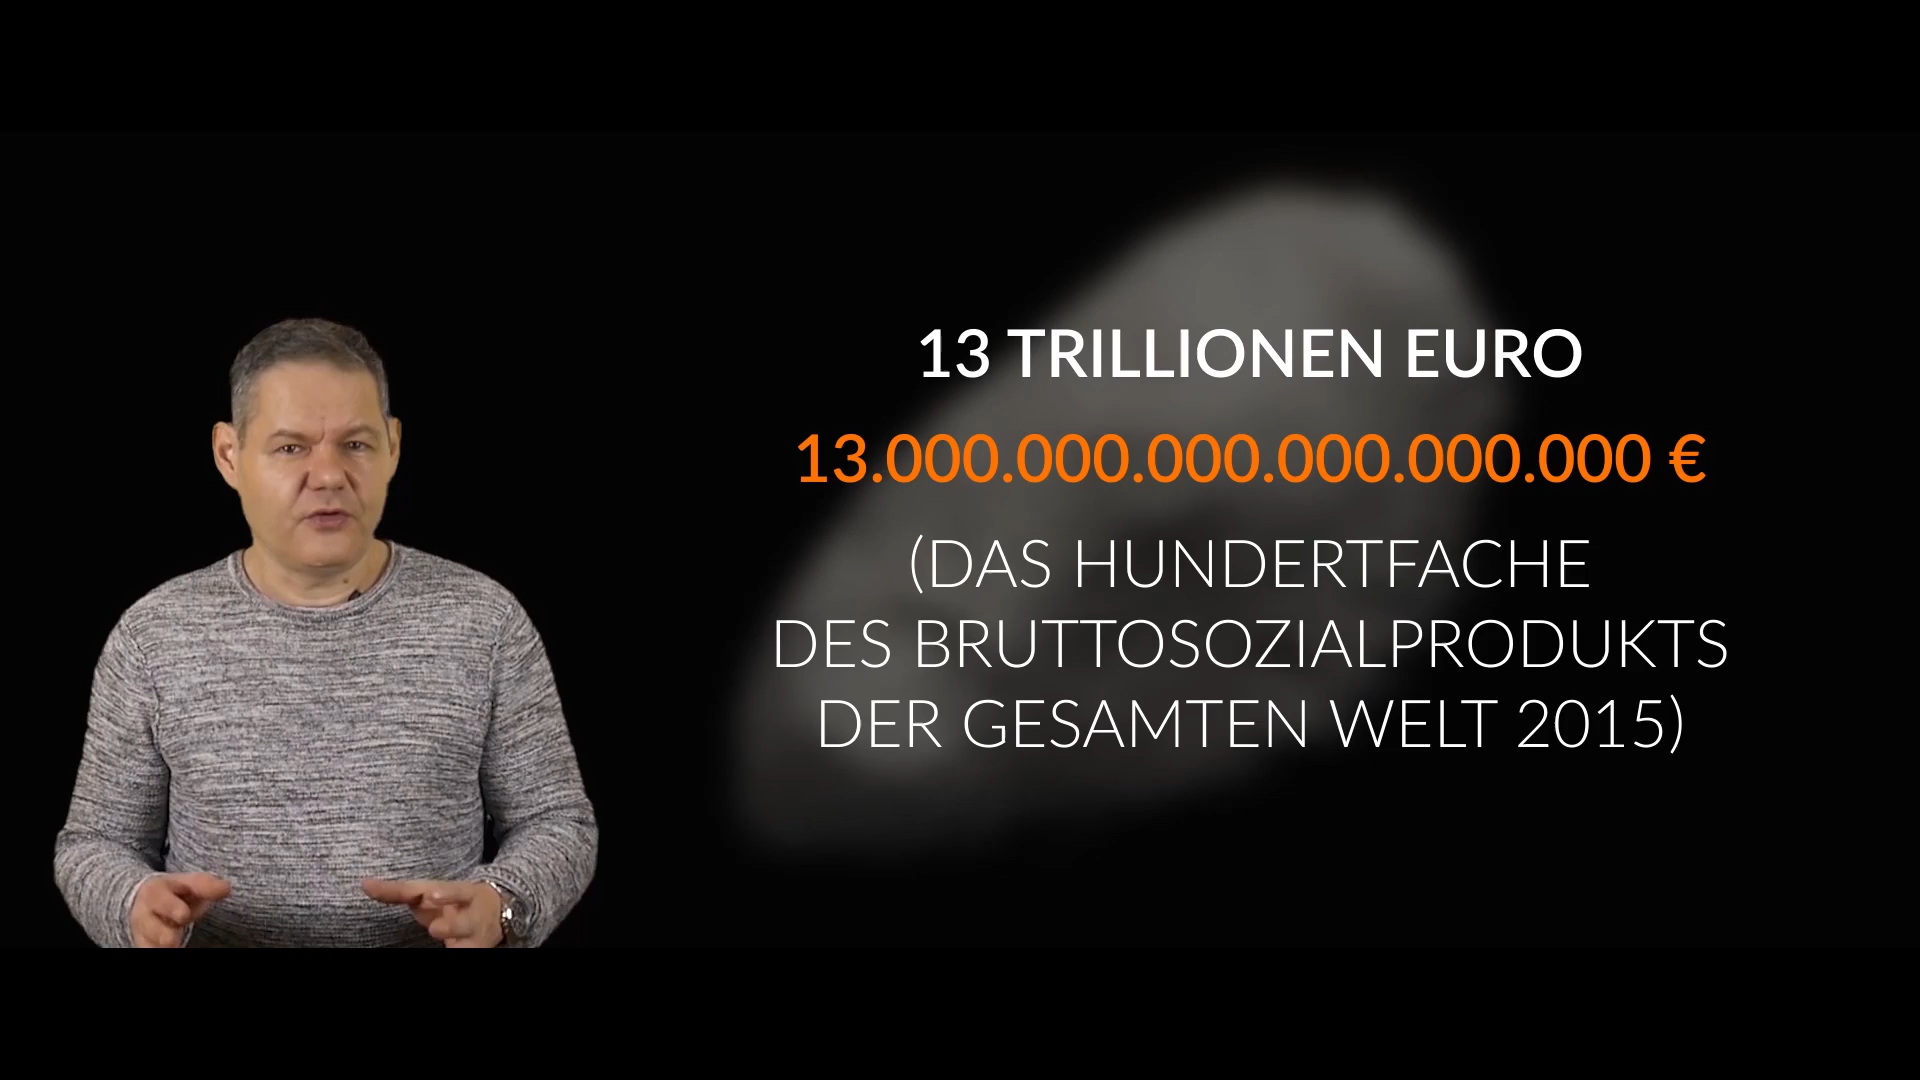 13 TRILLIONEN EURO
13.000.000.000.000.000.000 €
(DAS HUNDERTFACHE
DES BRUTTOSOZIALPRODUKTS
DER GESAMTEN WELT 2015)